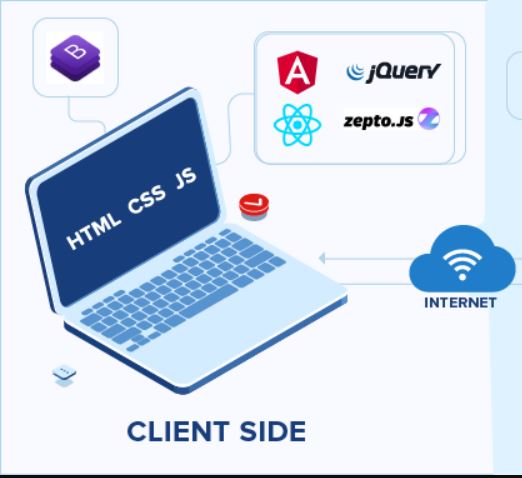 B
A
jQuery
zepto.JS
HTML CSS JS
INTERNET
CLIENT SIDE